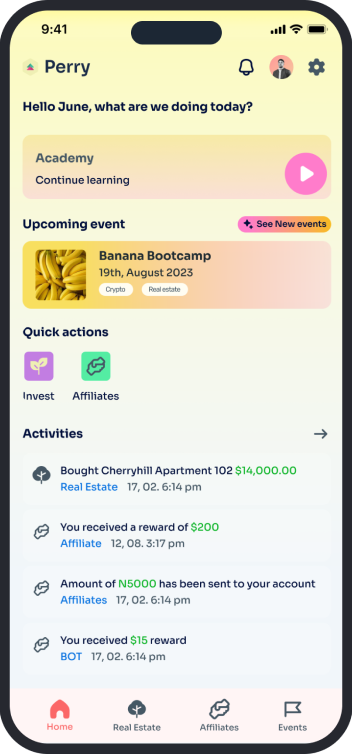 9:41
Perry
Hello June, what are we doing today?
Academy
Continue learning
Upcoming event
See New events
Banana Bootcamp
19th, August 2023
Crypto
Real estate
Quick actions
Invest
Affiliates
Activities
Bought Cherryhill Apartment 102 $14,000.00
Real Estate 17, 02. 6:14 pm
You received a reward of $200
Affiliate 12, 08. 3:17 pm
Amount of N5000 has been sent to your account
Affiliates 17, 02. 6:14 pm
You received $15 reward
BOT 17, 02. 6:14 pm
Home
Real Estate
Affiliates
Events